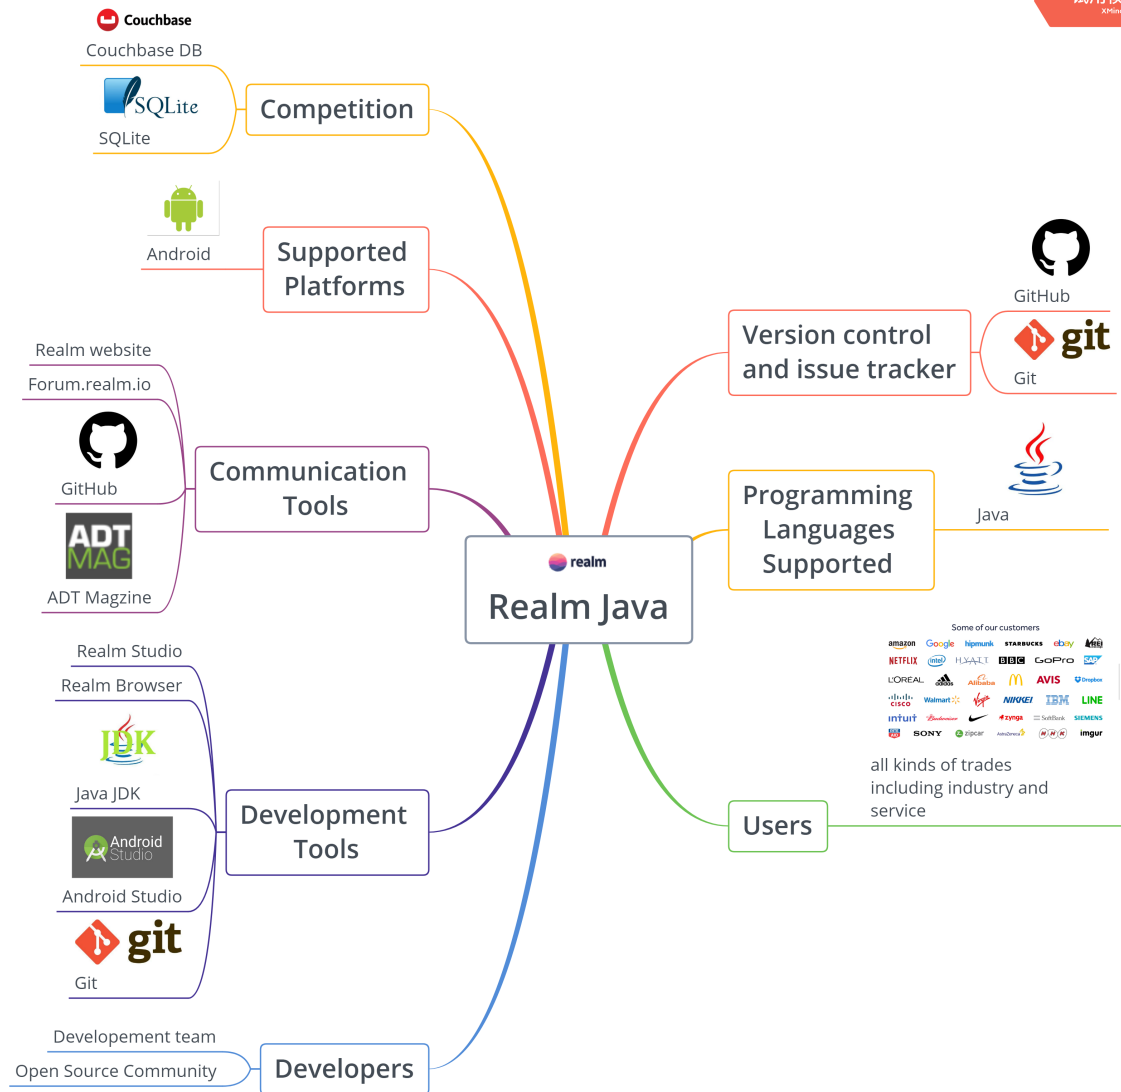 Couchbase
Couchbase DB
SQLite
SQLite
Competition
Android
Supported
Platforms
Realm website
Forum.realm.io
GitHub
ADT
MAG
ADT Magzine
Communication
Tools
Realm Studio
Realm Browser
JDK
Java JDK
Android
Studio
Android Studio
git
Git
Development
Tools
Developement team
Open Source Community
Developers
realm
Realm Java
XMin
GitHub
git
Git
Version control
and issue tracker
Java
Programming
Languages
Supported
Some of our customers
amazon Google hipmunk STARBUCKS ebay REI
NETFLIX intel HYATT BBC GoPro SAP
L'ORÉAL adidas Alibaba AVIS Dropbox
CISCO Walmart Virgin NIKKEI IBM LINE
intuit Budweiser zynga SoftBank SIEMENS
SONY zipcar AstraZeneca NHK imgur
all kinds of trades
including industry and
service
Users